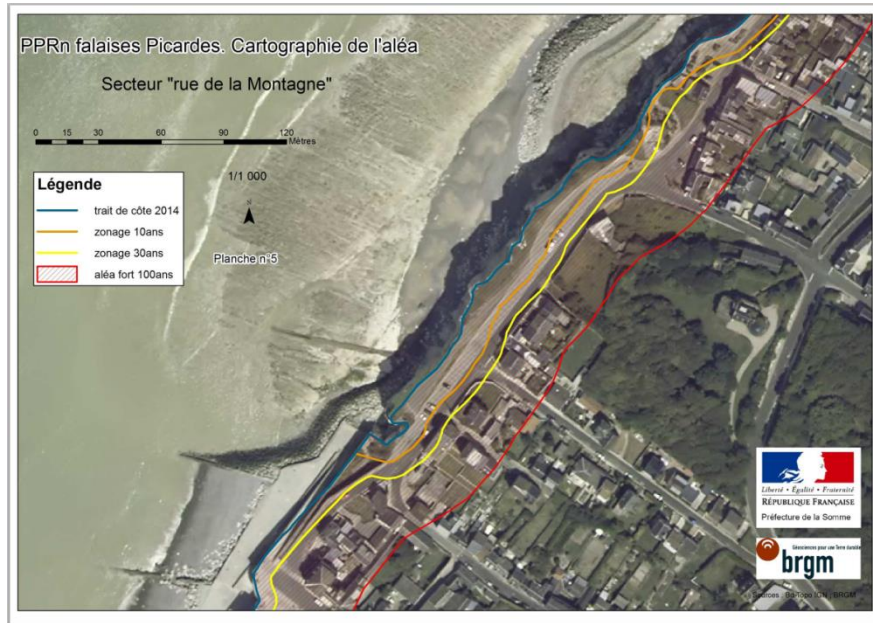 PPRn falaises Picardes. Cartographie de l'aléa
Secteur "rue de la Montagne"
0 15 30 60 90 120
Mètres
1/1 000
N
Légende
trait de côte 2014
zonage 10ans
zonage 30ans
aléa fort 100ans
Planche n°5
Liberté • Égalité • Fraternité
RÉPUBLIQUE FRANÇAISE
Préfecture de la Somme
Géosciences pour une Terre durable
brgm
Sources : Bd Topo IGN ; BRGM